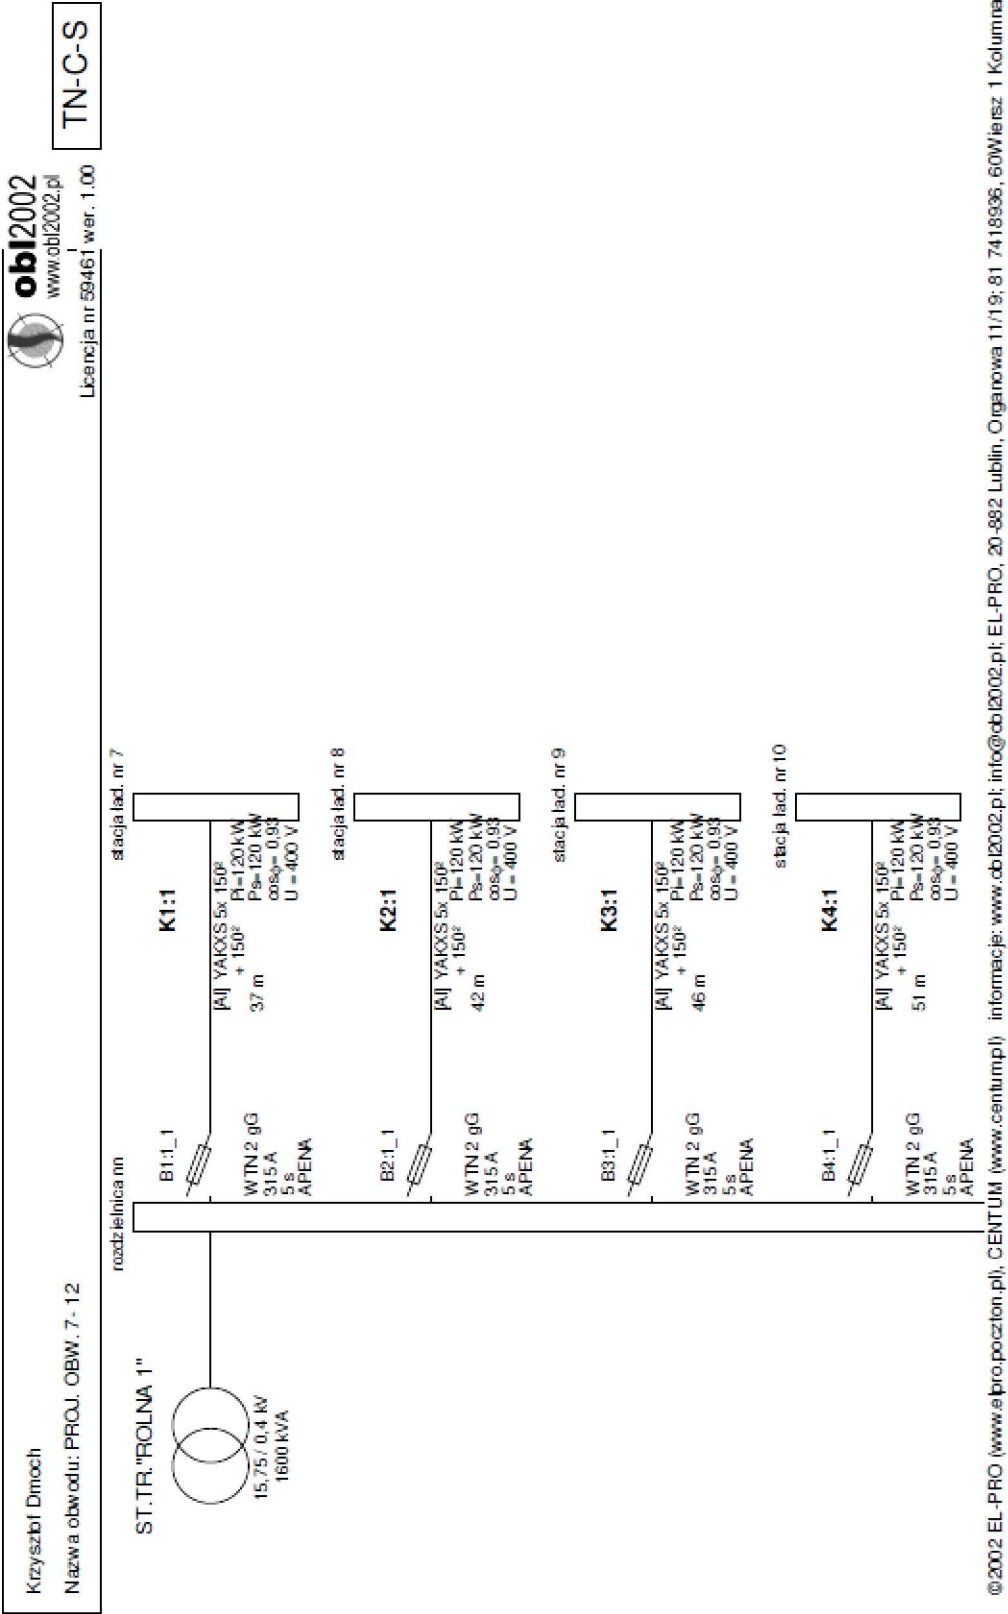 Krzysztof Dmoch
Nazwa obwodu: PROJ. OBW. 7-12
obl2002
www.obl2002.pl
Licencja nr 59461 wer. 1.00
TN-C-S
ST.TR."ROLNA 1"
15,75 / 0,4 kV
1600 kVA
rozdzielnica nn
B1:1_1
WTN 2 gG
315 A
5 s
APENA
K1:1
[Al] YAKXS 5x 150²
+ 150²
37 m
Pi=120 kW
Ps=120 kW
cosφ= 0,93
U = 400 V
stacja ład. nr 7
B2:1_1
WTN 2 gG
315 A
5 s
APENA
K2:1
[Al] YAKXS 5x 150²
+ 150²
42 m
Pi=120 kW
Ps=120 kW
cosφ= 0,93
U = 400 V
stacja ład. nr 8
B3:1_1
WTN 2 gG
315 A
5 s
APENA
K3:1
[Al] YAKXS 5x 150²
+ 150²
46 m
Pi=120 kW
Ps=120 kW
cosφ= 0,93
U = 400 V
stacja ład. nr 9
B4:1_1
WTN 2 gG
315 A
5 s
APENA
K4:1
[Al] YAKXS 5x 150²
+ 150²
51 m
Pi=120 kW
Ps=120 kW
cosφ= 0,93
U = 400 V
stacja ład. nr 10
©2002 EL-PRO (www.elpro.poczton.pl), CENTUM (www.centum.pl) informacje: www.obl2002.pl; info@obl2002.pl; EL-PRO, 20-882 Lublin, Organowa 11/19; 81 7418936, 60Wiersz 1 Kolumna